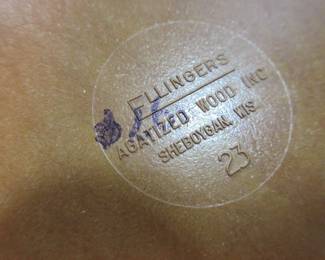 ELLINGERS
AGATIZED WOOD INC
SHEBOYGAN, WIS
23